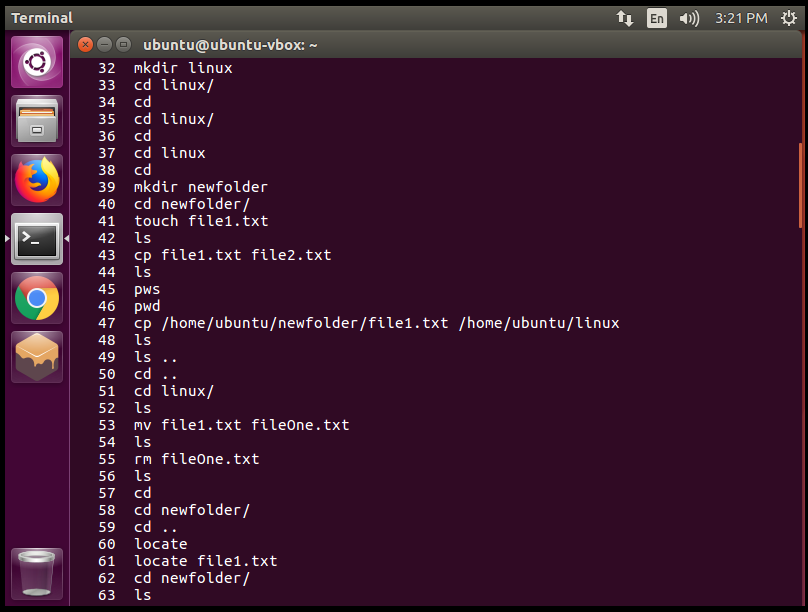 Terminal
En
3:21 PM
ubuntu@ubuntu-vbox: ~
32 mkdir linux
33 cd linux/
34 cd
35 cd linux/
36 cd
37 cd linux
38 cd
39 mkdir newfolder
40 cd newfolder/
41 touch file1.txt
42 ls
43 cp file1.txt file2.txt
44 ls
45 pws
46 pwd
47 cp /home/ubuntu/newfolder/file1.txt /home/ubuntu/linux
48 ls
49 ls ..
50 cd ..
51 cd linux/
52 ls
53 mv file1.txt fileOne.txt
54 ls
55 rm fileOne.txt
56 ls
57 cd
58 cd newfolder/
59 cd ..
60 locate
61 locate file1.txt
62 cd newfolder/
63 ls